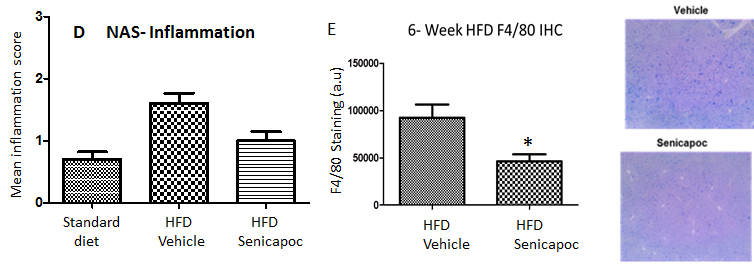 D NAS- Inflammation
Mean inflammation score
3
2
1
0
Standard
diet
HFD
Vehicle
HFD
Senicapoc
E
6- Week HFD F4/80 IHC
F4/80 Staining (a.u)
150000
100000
50000
0
*
HFD
Vehicle
HFD
Senicapoc
Vehicle
Senicapoc